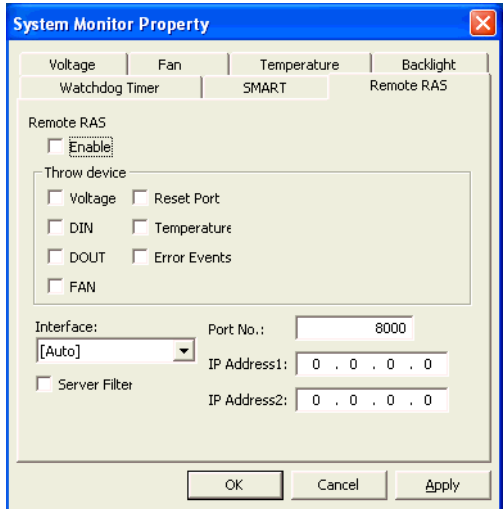 System Monitor Property
Voltage Fan Temperature Backlight
Watchdog Timer SMART Remote RAS
Remote RAS
Enable
Throw device
Voltage Reset Port
DIN Temperature
DOUT Error Events
FAN
Interface: Port No.: 8000
[Auto] IP Address1: 0 . 0 . 0 . 0
Server Filter IP Address2: 0 . 0 . 0 . 0
OK Cancel Apply